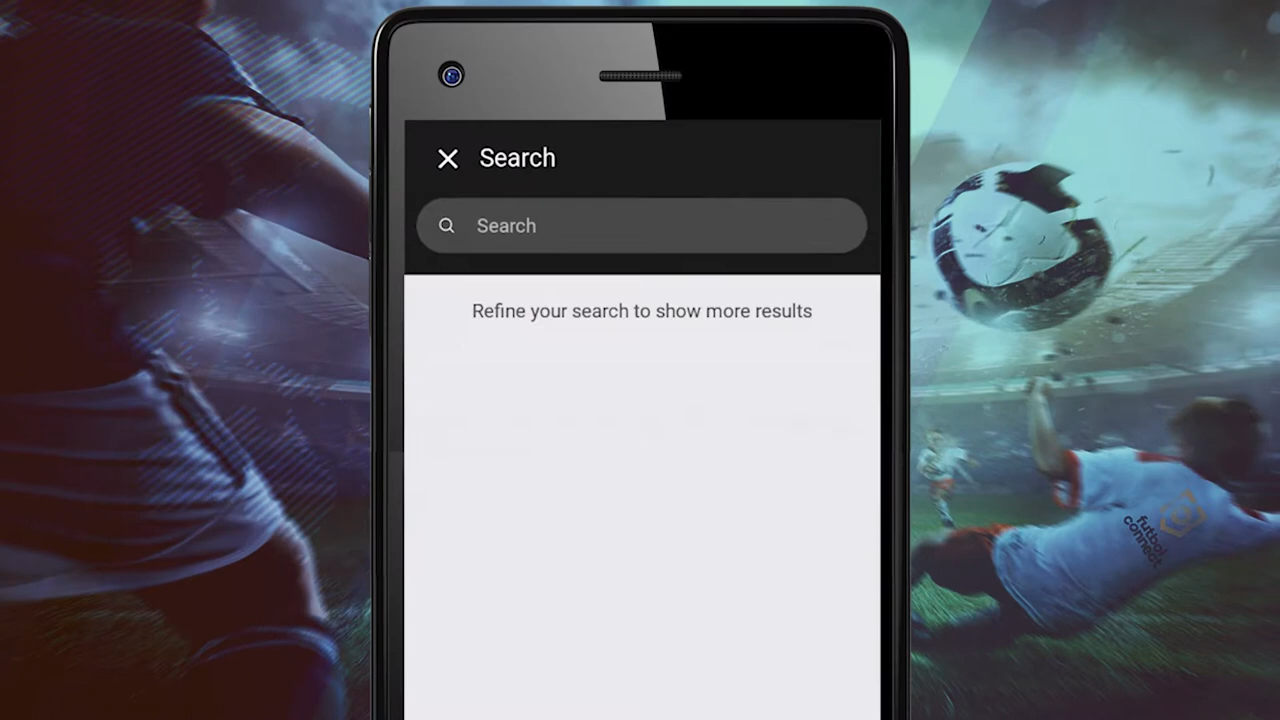 Search
Search
Refine your search to show more results
futbol
connect